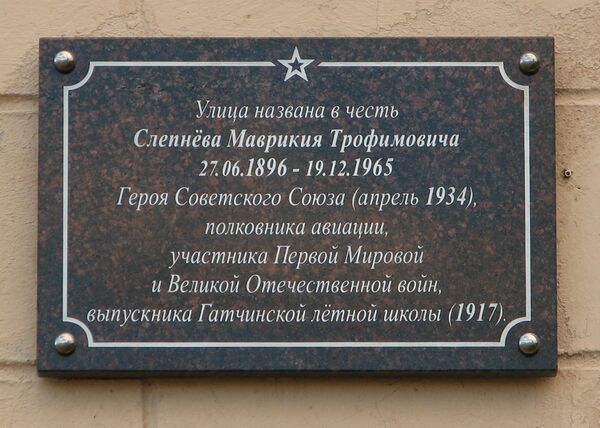 Улица названа в честь
Слепнёва Маврикия Трофимовича
27.06.1896 - 19.12.1965
Героя Советского Союза (апрель 1934),
полковника авиации,
участника Первой Мировой
и Великой Отечественной войн,
выпускника Гатчинской лётной школы (1917).